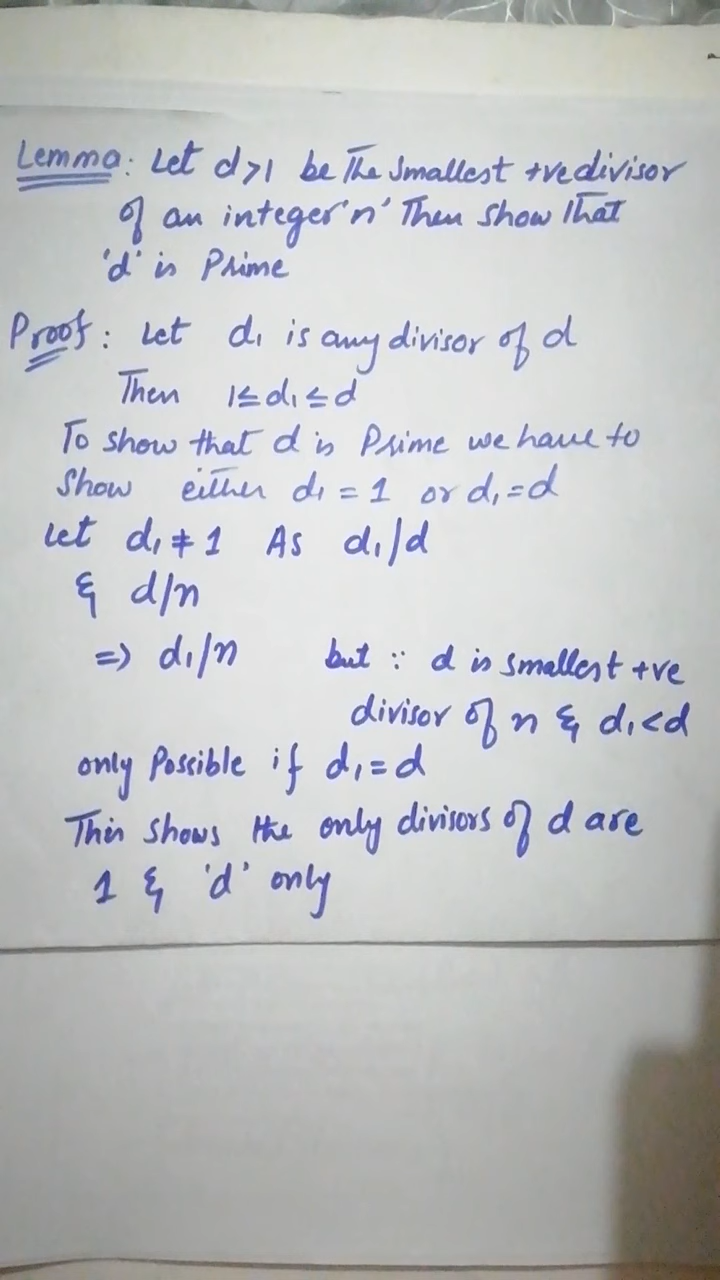 Lemma: Let d>1 be the smallest +ve divisor
of an integer 'n' Then show that
'd' is Prime
Proof: Let d₁ is any divisor of d
Then 1≤d₁≤d
To show that d is Prime we have to
show either d₁ = 1 or d₁=d
Let d₁ ≠ 1 As d₁/d
& d/n
=> d₁/n but ∵ d is smallest +ve
divisor of n & d₁<d
only Possible if d₁=d
This shows the only divisors of d are
1 & 'd' only